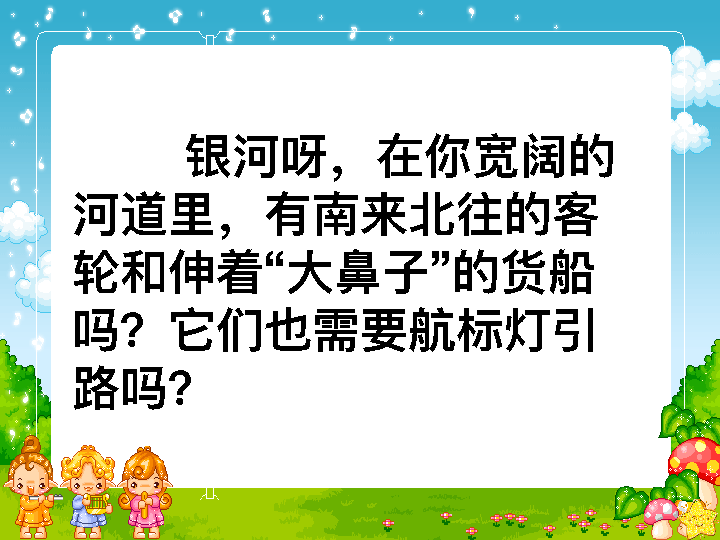 银河呀，在你宽阔的
河道里，有南来北往的客
轮和伸着“大鼻子”的货船
吗？它们也需要航标灯引
路吗？